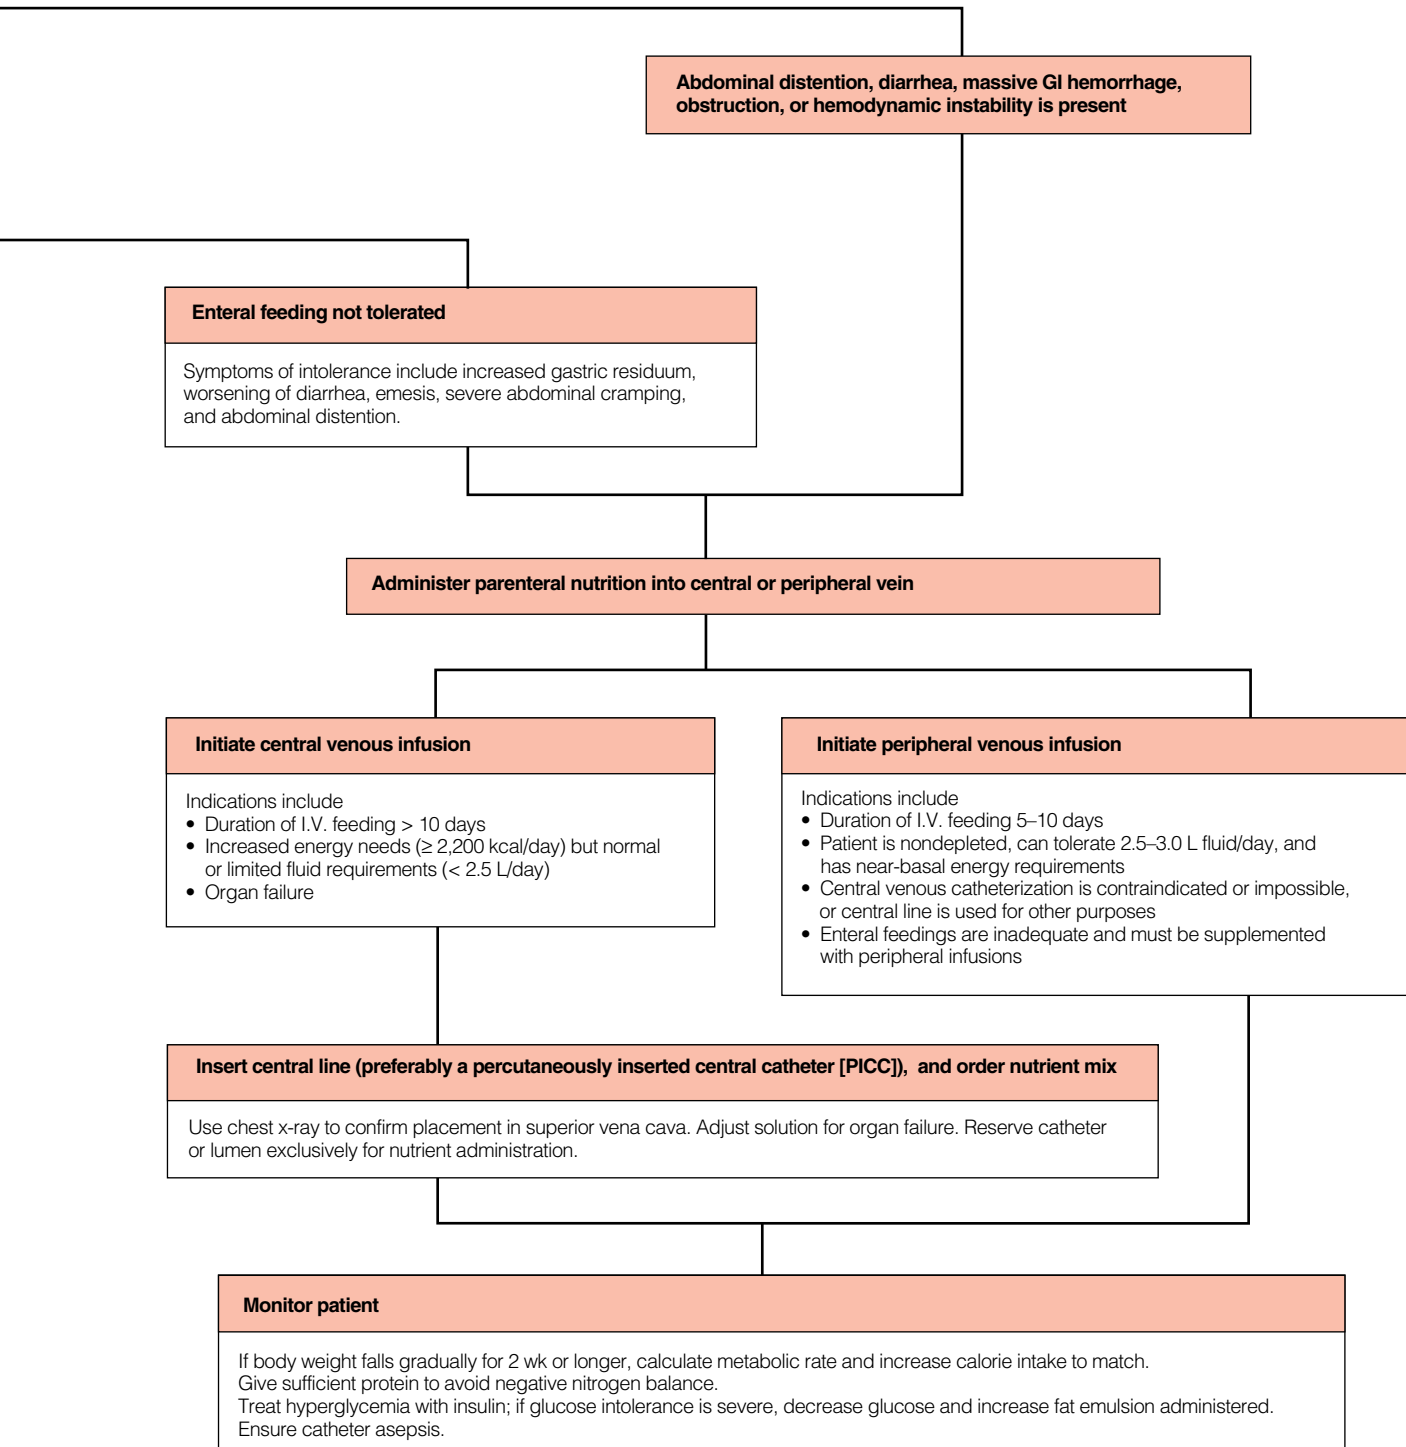 Abdominal distention, diarrhea, massive GI hemorrhage,
obstruction, or hemodynamic instability is present
Enteral feeding not tolerated
Symptoms of intolerance include increased gastric residuum,
worsening of diarrhea, emesis, severe abdominal cramping,
and abdominal distention.
Administer parenteral nutrition into central or peripheral vein
Initiate central venous infusion
Indications include
• Duration of I.V. feeding > 10 days
• Increased energy needs (≥ 2,200 kcal/day) but normal
or limited fluid requirements (< 2.5 L/day)
• Organ failure
Initiate peripheral venous infusion
Indications include
• Duration of I.V. feeding 5–10 days
• Patient is nondepleted, can tolerate 2.5–3.0 L fluid/day, and
has near-basal energy requirements
• Central venous catheterization is contraindicated or impossible,
or central line is used for other purposes
• Enteral feedings are inadequate and must be supplemented
with peripheral infusions
Insert central line (preferably a percutaneously inserted central catheter [PICC]), and order nutrient mix
Use chest x-ray to confirm placement in superior vena cava. Adjust solution for organ failure. Reserve catheter
or lumen exclusively for nutrient administration.
Monitor patient
If body weight falls gradually for 2 wk or longer, calculate metabolic rate and increase calorie intake to match.
Give sufficient protein to avoid negative nitrogen balance.
Treat hyperglycemia with insulin; if glucose intolerance is severe, decrease glucose and increase fat emulsion administered.
Ensure catheter asepsis.